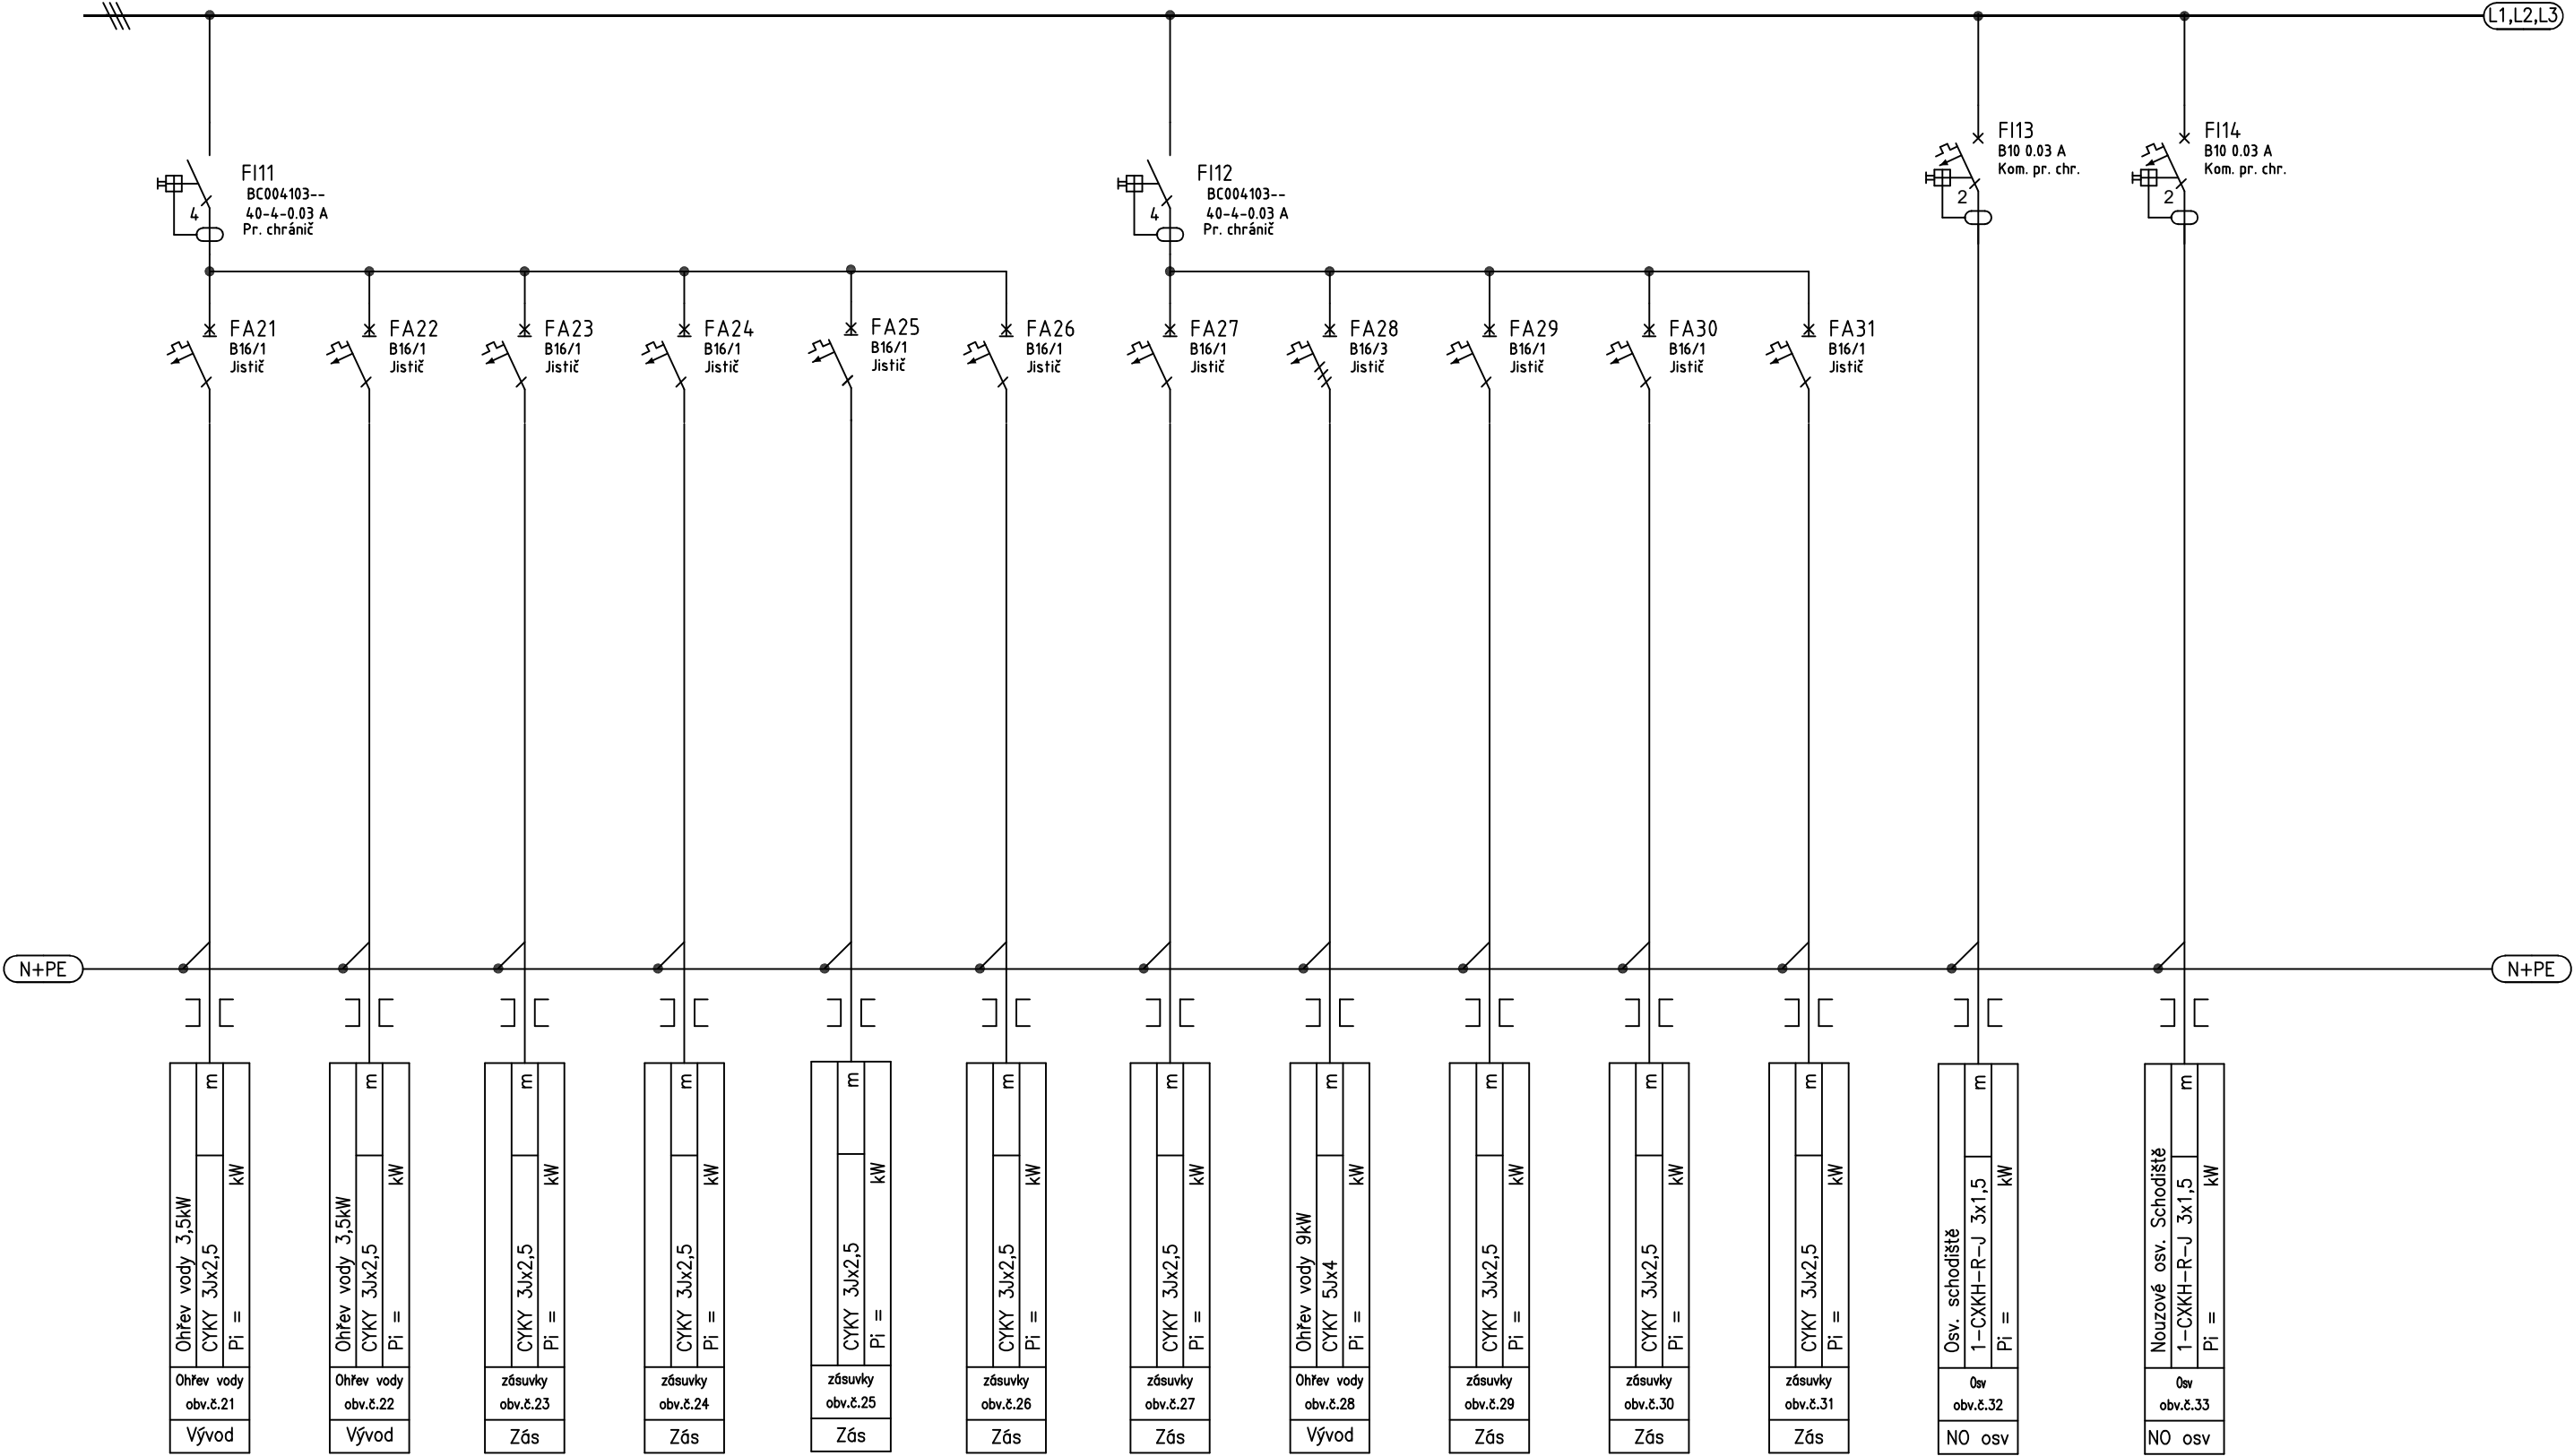 L1,L2,L3
FI11
BC004103--
40-4-0.03 A
Pr. chránič
4
FI12
BC004103--
40-4-0.03 A
Pr. chránič
4
FI13
B10 0.03 A
Kom. pr. chr.
2
FI14
B10 0.03 A
Kom. pr. chr.
2
FA21
B16/1
Jistič
FA22
B16/1
Jistič
FA23
B16/1
Jistič
FA24
B16/1
Jistič
FA25
B16/1
Jistič
FA26
B16/1
Jistič
FA27
B16/1
Jistič
FA28
B16/3
Jistič
FA29
B16/1
Jistič
FA30
B16/1
Jistič
FA31
B16/1
Jistič
N+PE
N+PE
Ohřev vody 3,5kW
CYKY 3Jx2,5 m
Pi = kW
Ohřev vody
obv.č.21
Vývod
Ohřev vody 3,5kW
CYKY 3Jx2,5 m
Pi = kW
Ohřev vody
obv.č.22
Vývod
CYKY 3Jx2,5 m
Pi = kW
zásuvky
obv.č.23
Zás
CYKY 3Jx2,5 m
Pi = kW
zásuvky
obv.č.24
Zás
CYKY 3Jx2,5 m
Pi = kW
zásuvky
obv.č.25
Zás
CYKY 3Jx2,5 m
Pi = kW
zásuvky
obv.č.26
Zás
CYKY 3Jx2,5 m
Pi = kW
zásuvky
obv.č.27
Zás
Ohřev vody 9kW
CYKY 5Jx4 m
Pi = kW
Ohřev vody
obv.č.28
Vývod
CYKY 3Jx2,5 m
Pi = kW
zásuvky
obv.č.29
Zás
CYKY 3Jx2,5 m
Pi = kW
zásuvky
obv.č.30
Zás
CYKY 3Jx2,5 m
Pi = kW
zásuvky
obv.č.31
Zás
Osv. schodiště
1-CXKH-R-J 3x1,5 m
Pi = kW
Osv
obv.č.32
NO osv
Nouzové osv. Schodiště
1-CXKH-R-J 3x1,5 m
Pi = kW
Osv
obv.č.33
NO osv